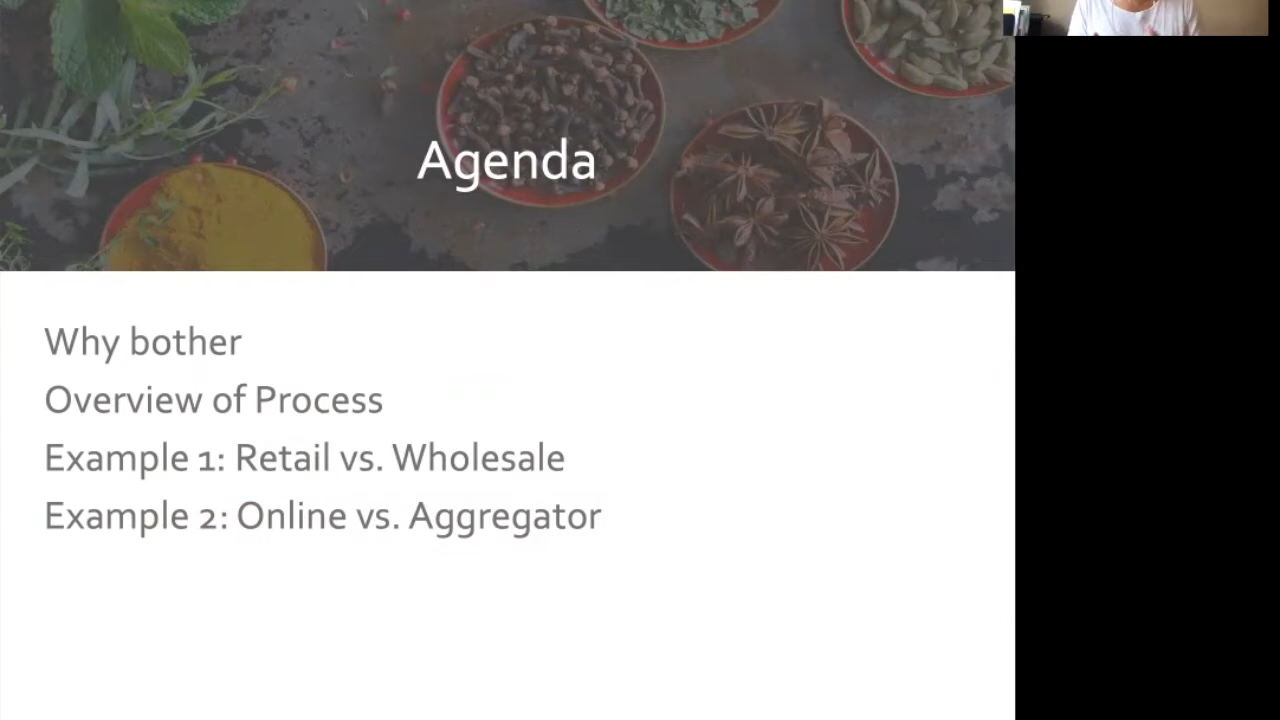 Agenda
Why bother
Overview of Process
Example 1: Retail vs. Wholesale
Example 2: Online vs. Aggregator